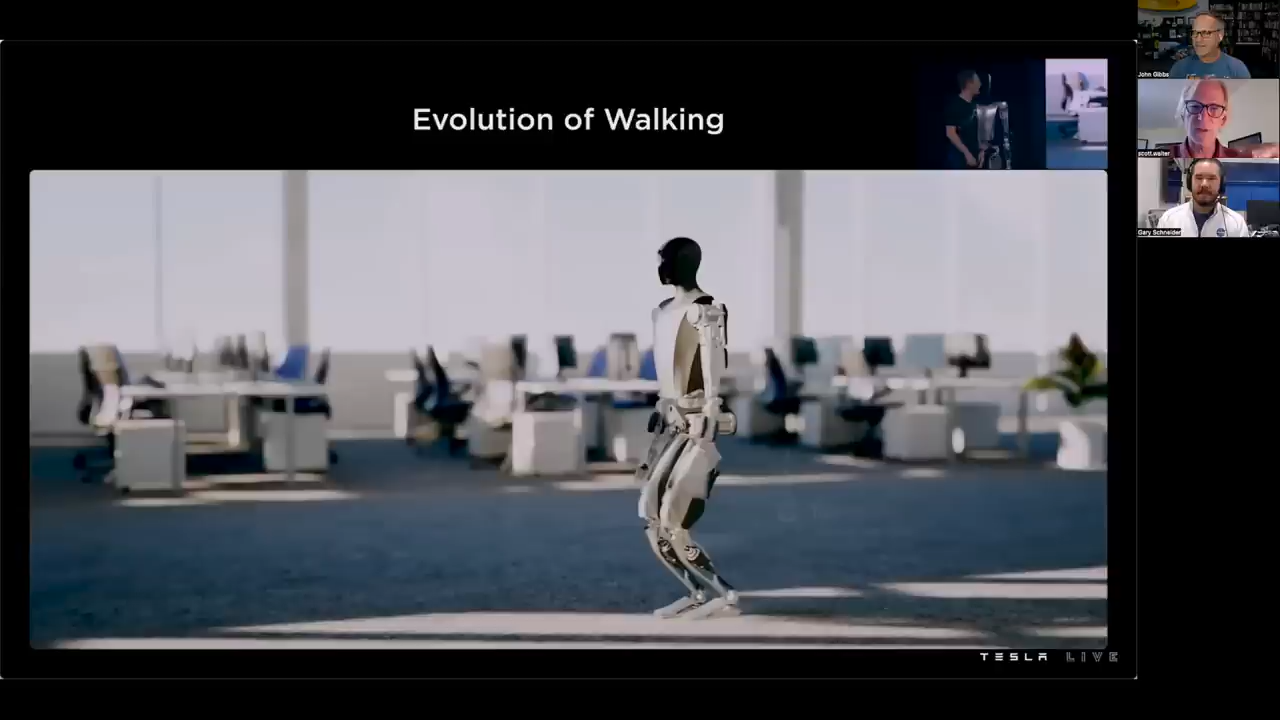 Evolution of Walking
John Gibbs
scott.walter
Gary Schneider
TESLA LIVE